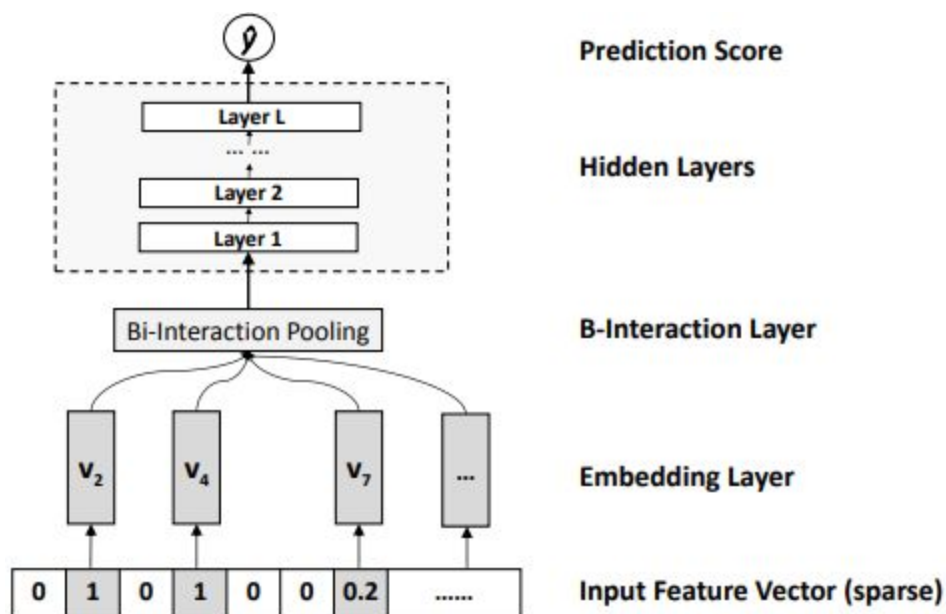 ŷ Prediction Score
Layer L
... ...
Hidden Layers
Layer 2
Layer 1
Bi-Interaction Pooling B-Interaction Layer
v₂ v₄ v₇ ... Embedding Layer
0 1 0 1 0 0 0.2 ...... Input Feature Vector (sparse)